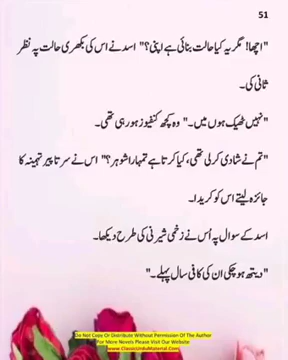 51
"اچھا! مگر یہ کیا حالت بنائی ہے اپنی؟" اسد نے اس کی بکھری حالت پہ نظر
ثانی کی۔
"نہیں ٹھیک ہوں میں۔" وہ کچھ کنفیوز ہو رہی تھی۔
"تم نے شادی کر لی تھی، کیا کرتا ہے تمہارا شوہر؟" اس نے سر تا پیر تہینہ کا
جائزہ لیتے اس کو کریدا۔
اسد کے سوال پہ اُس نے زخمی شیرنی کی طرح دیکھا۔
"دیتھ ہو چکی ان کی کافی سال پہلے۔"
Do Not Copy Or Distribute Without Permission Of The Author
For More Novels Please Visit Our Website
www.ClassicUrduMaterial.Com